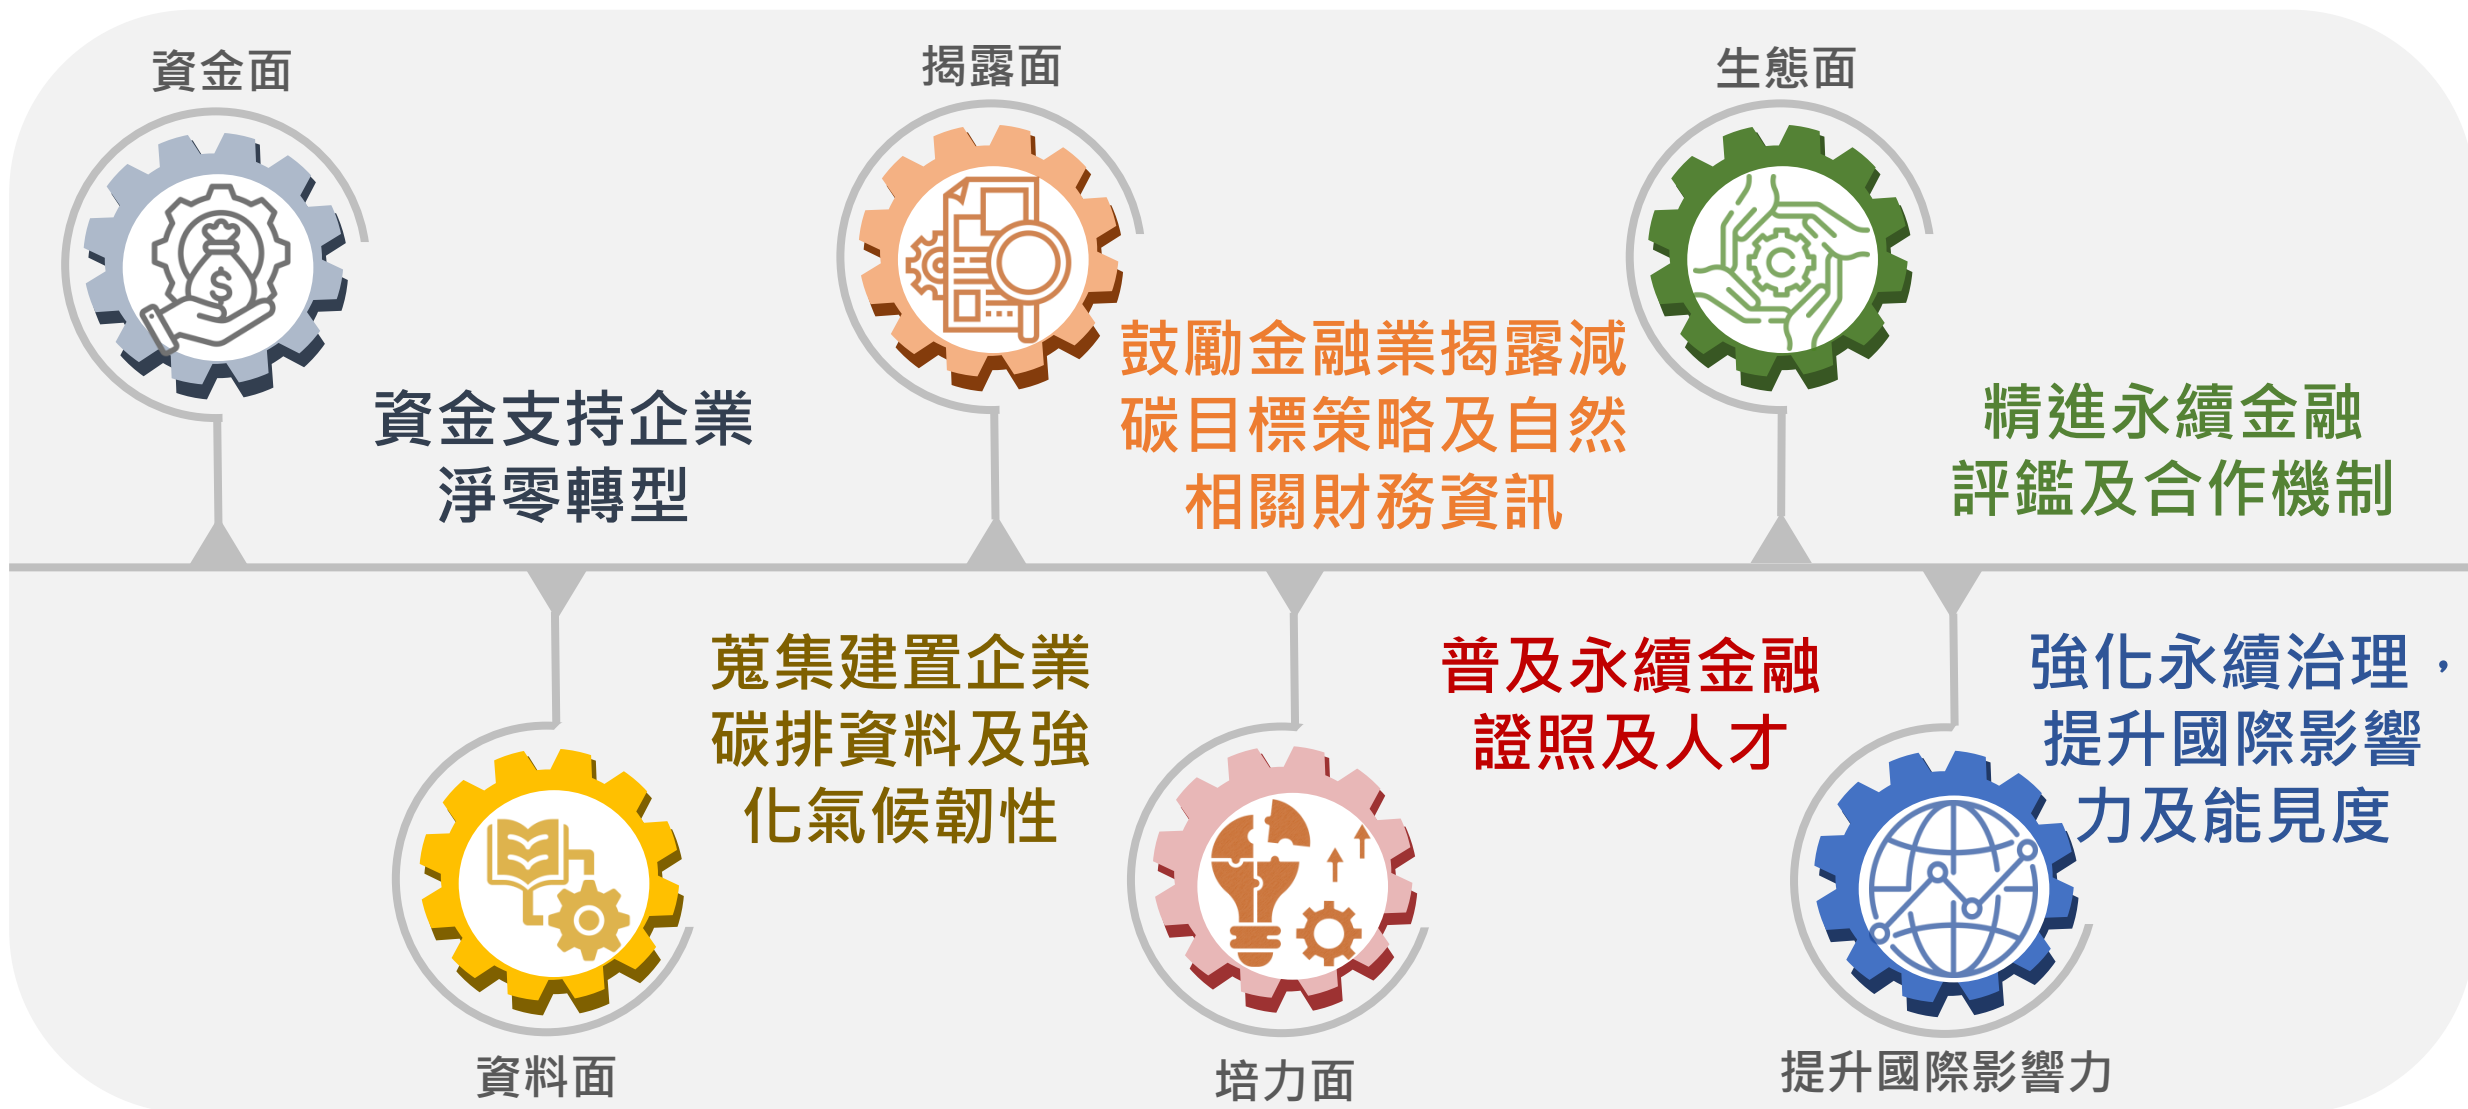 資金面
資金支持企業
淨零轉型
揭露面
鼓勵金融業揭露減
碳目標策略及自然
相關財務資訊
生態面
精進永續金融
評鑑及合作機制
蒐集建置企業
碳排資料及強
化氣候韌性
資料面
普及永續金融
證照及人才
培力面
強化永續治理，
提升國際影響
力及能見度
提升國際影響力